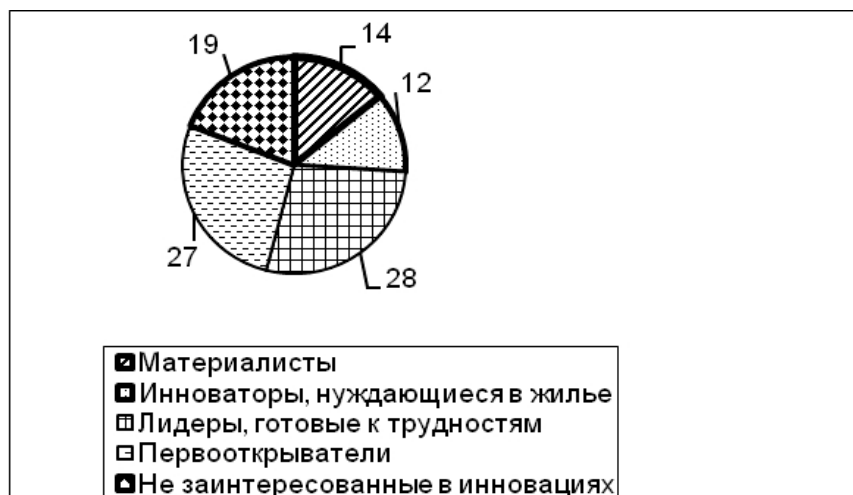 19
14
12
27
28
Материалисты
Инноваторы, нуждающиеся в жилье
Лидеры, готовые к трудностям
Первооткрыватели
Не заинтересованные в инновациях